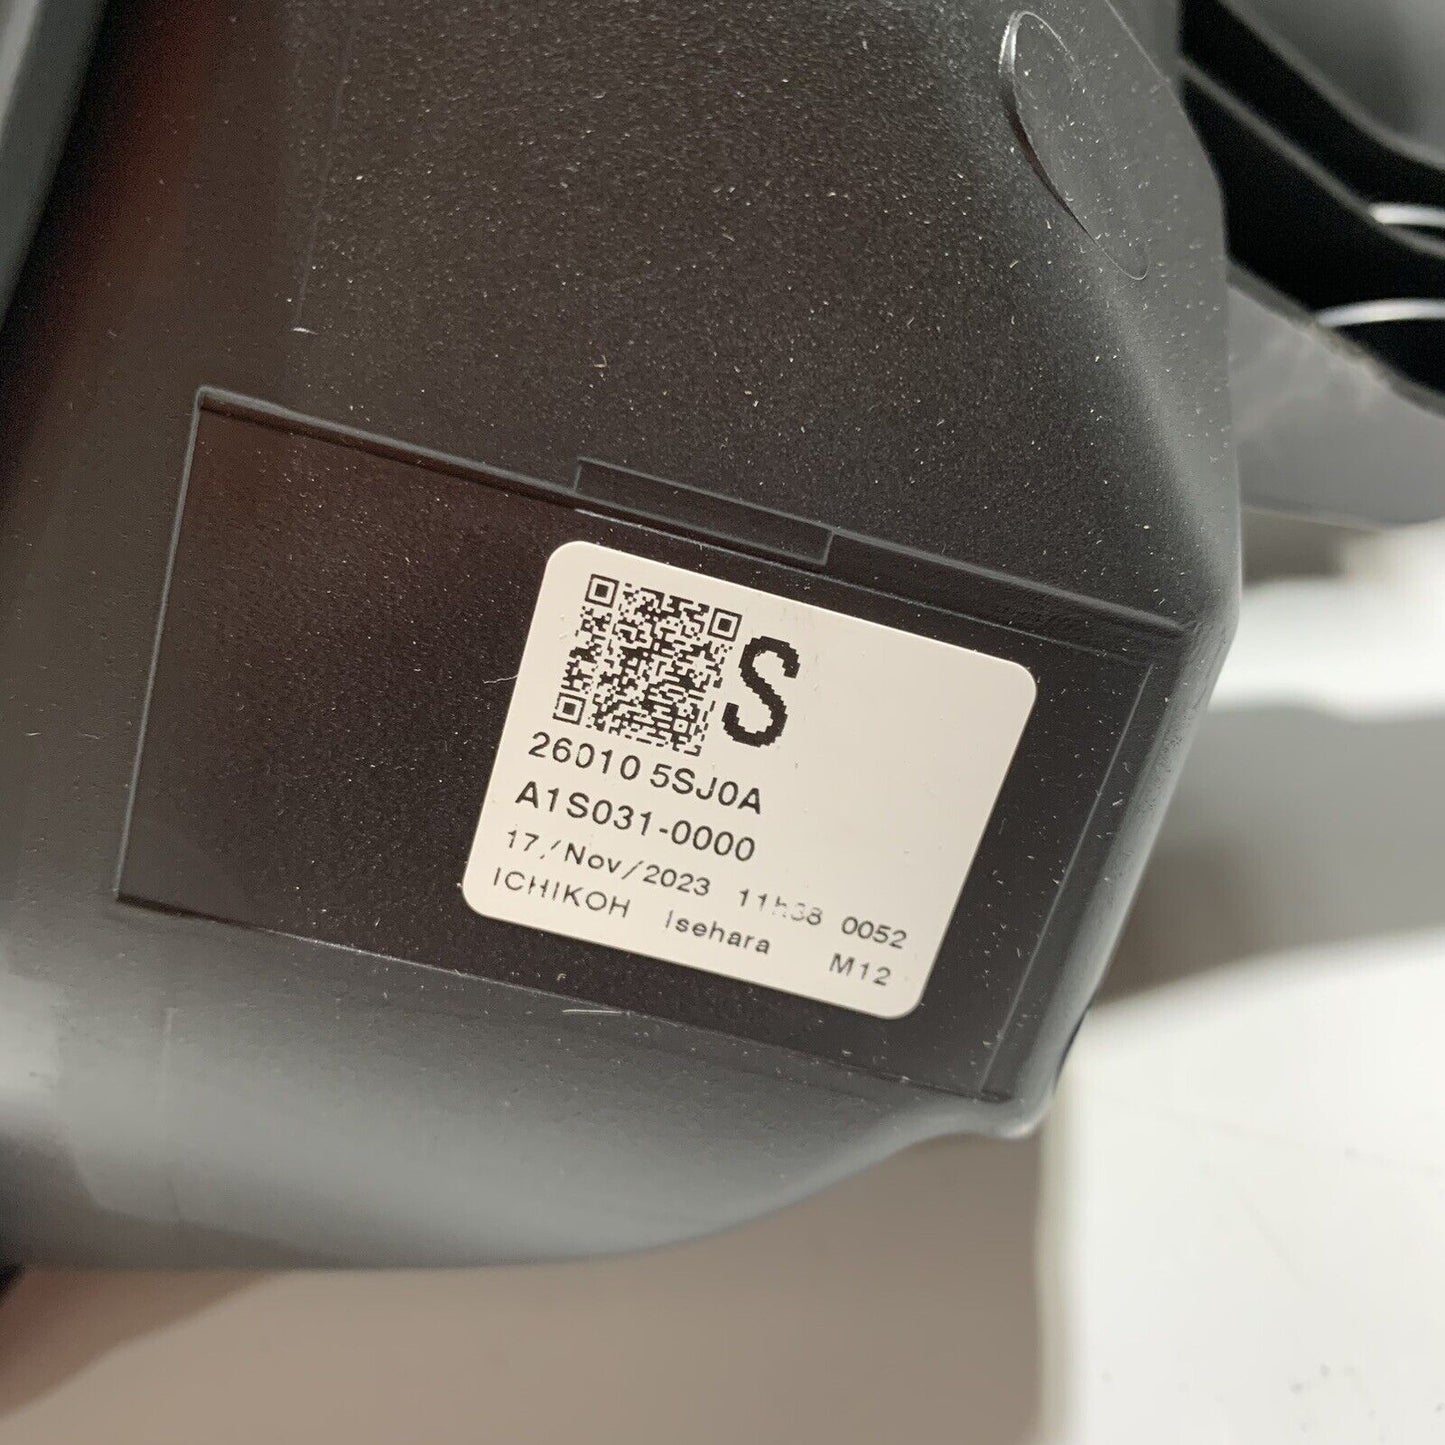 S
26010 5SJ0A
A1S031-0000
17/Nov/2023 11h38 0052
ICHIKOH Isehara M12